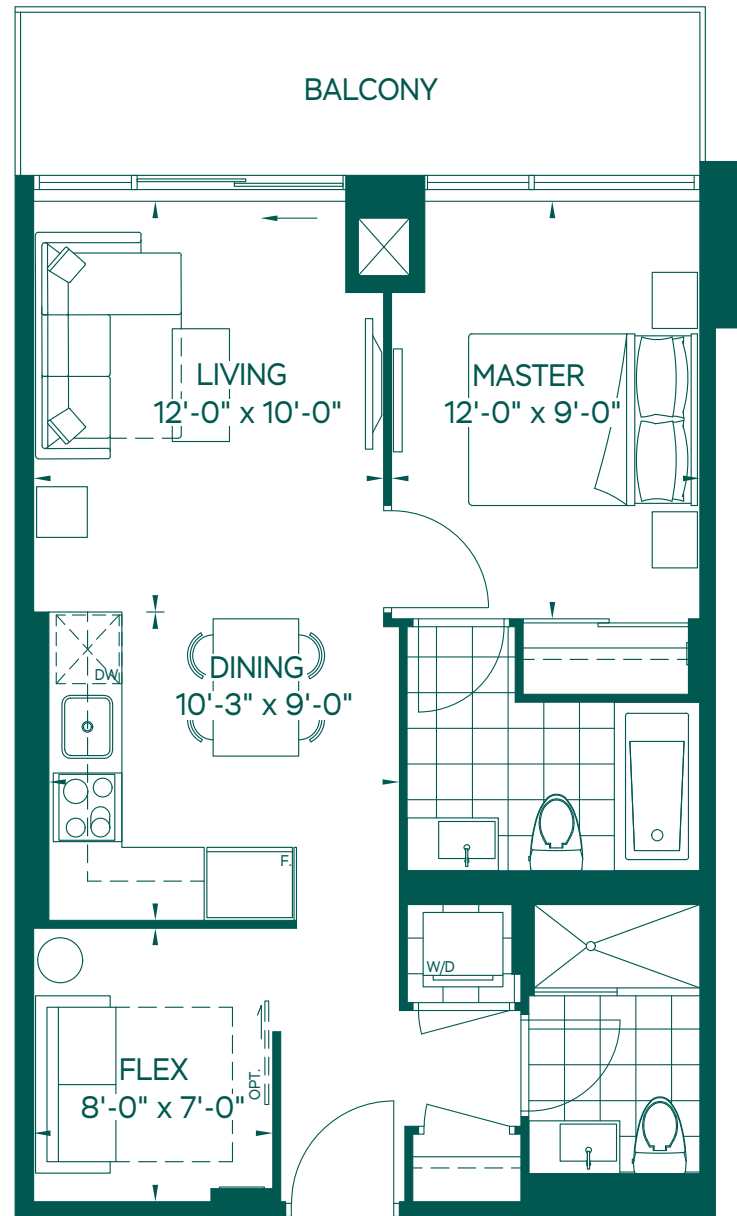 BALCONY
LIVING
12'-0" x 10'-0"
MASTER
12'-0" x 9'-0"
DW
DINING
10'-3" x 9'-0"
F.
W/D
FLEX
8'-0" x 7'-0"
OPT.